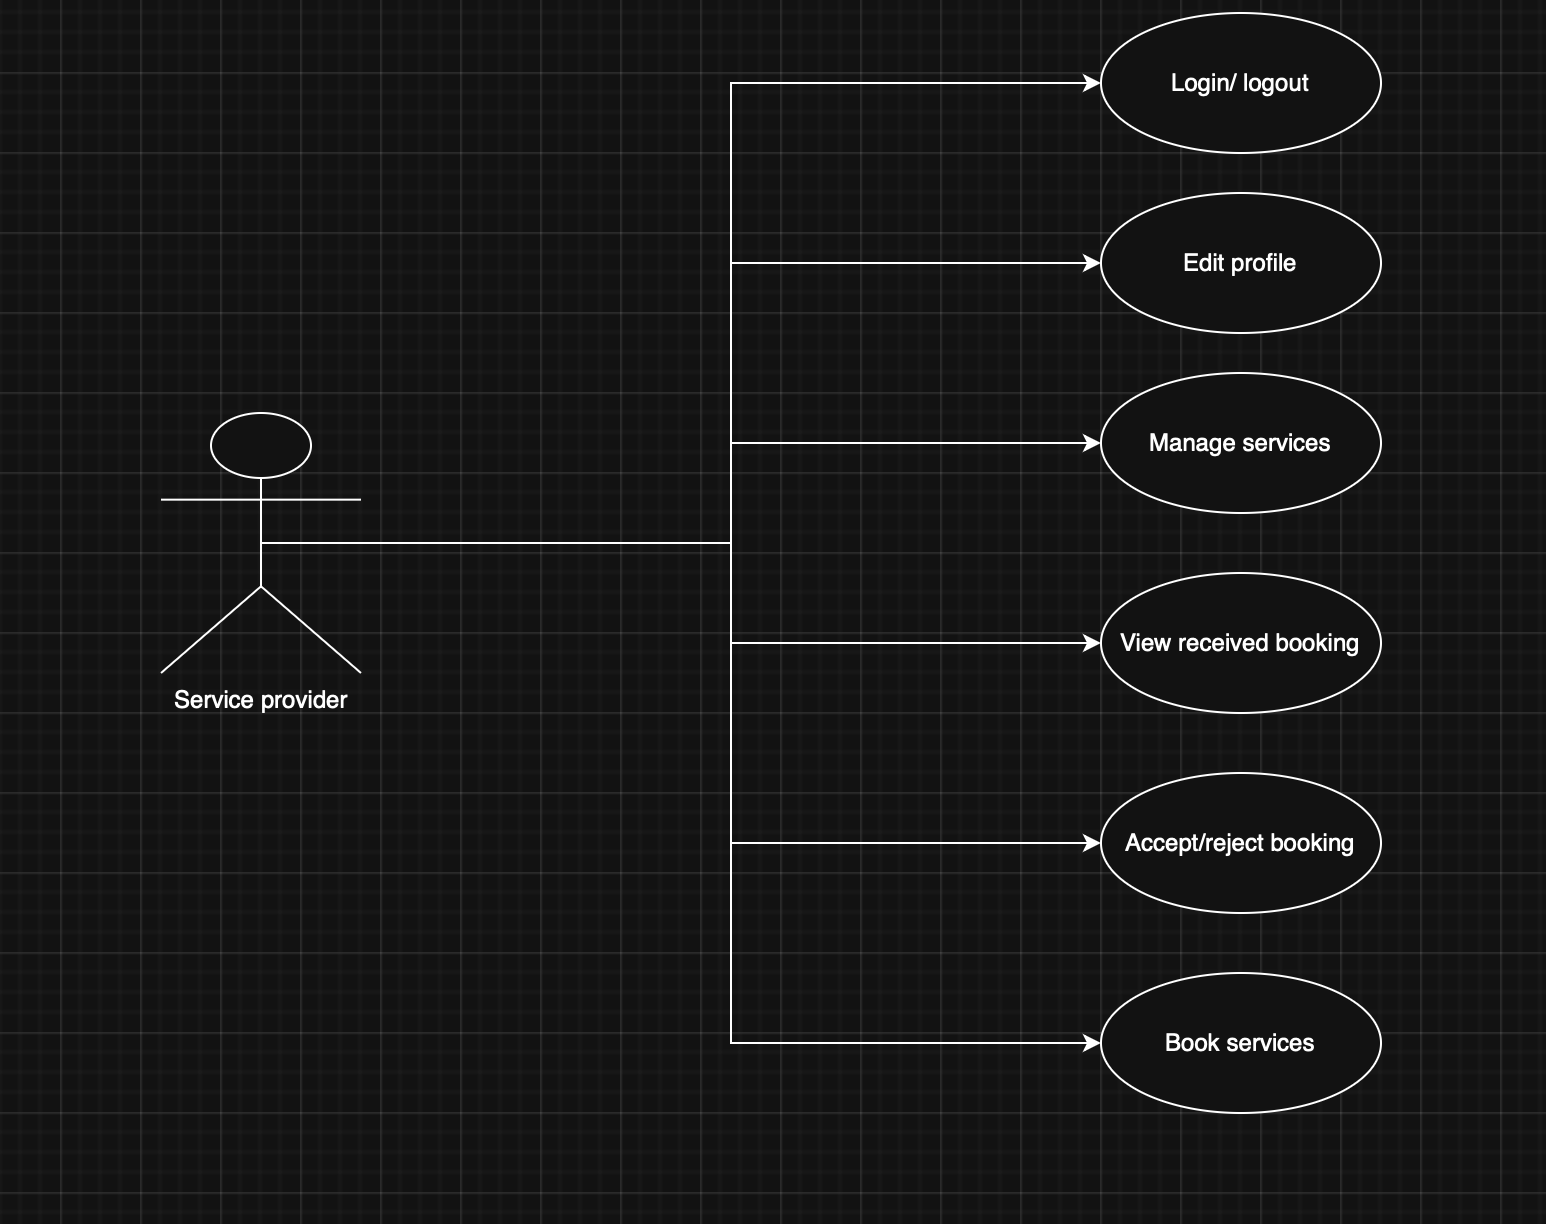 Login/ logout
Edit profile
Manage services
View received booking
Accept/reject booking
Book services
Service provider